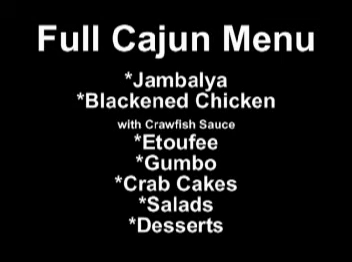 Full Cajun Menu
*Jambalya
*Blackened Chicken
with Crawfish Sauce
*Etoufee
*Gumbo
*Crab Cakes
*Salads
*Desserts